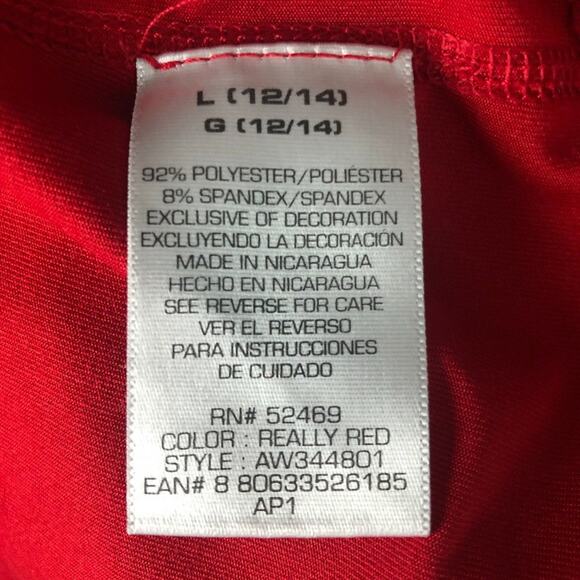 L (12/14)
G (12/14)
92% POLYESTER/POLIÉSTER
8% SPANDEX/SPANDEX
EXCLUSIVE OF DECORATION
EXCLUYENDO LA DECORACIÓN
MADE IN NICARAGUA
HECHO EN NICARAGUA
SEE REVERSE FOR CARE
VER EL REVERSO
PARA INSTRUCCIONES
DE CUIDADO
RN# 52469
COLOR : REALLY RED
STYLE : AW344801
EAN# 8 80633526185
AP1